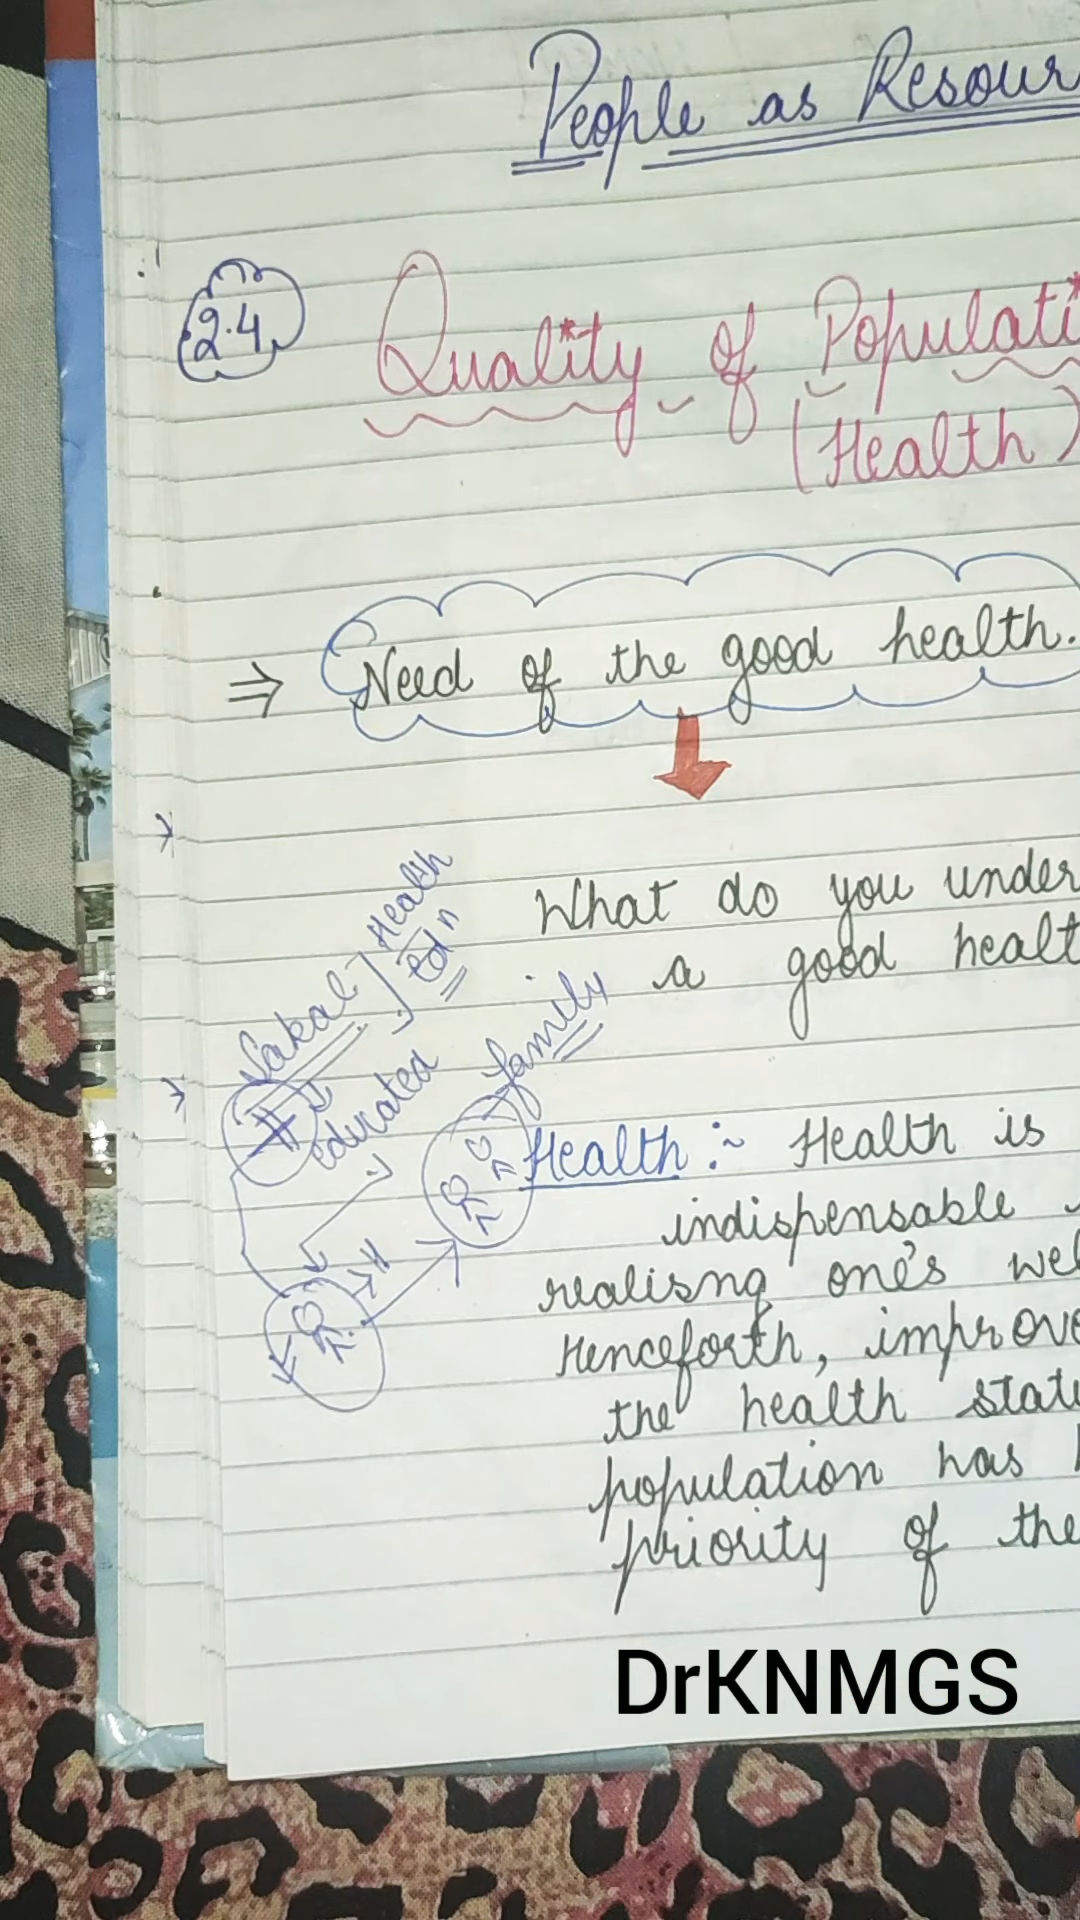 People as Resour
2.4
Quality of Populati
(Health)
⇒ Need of the good health.
What do you under
a good healt
Sakal
Health
Edn
educated
family
Health :~ Health is
indispensable
realisng one's wel
Henceforth, improve
the health statu
population has
priority of the
DrKNMGS